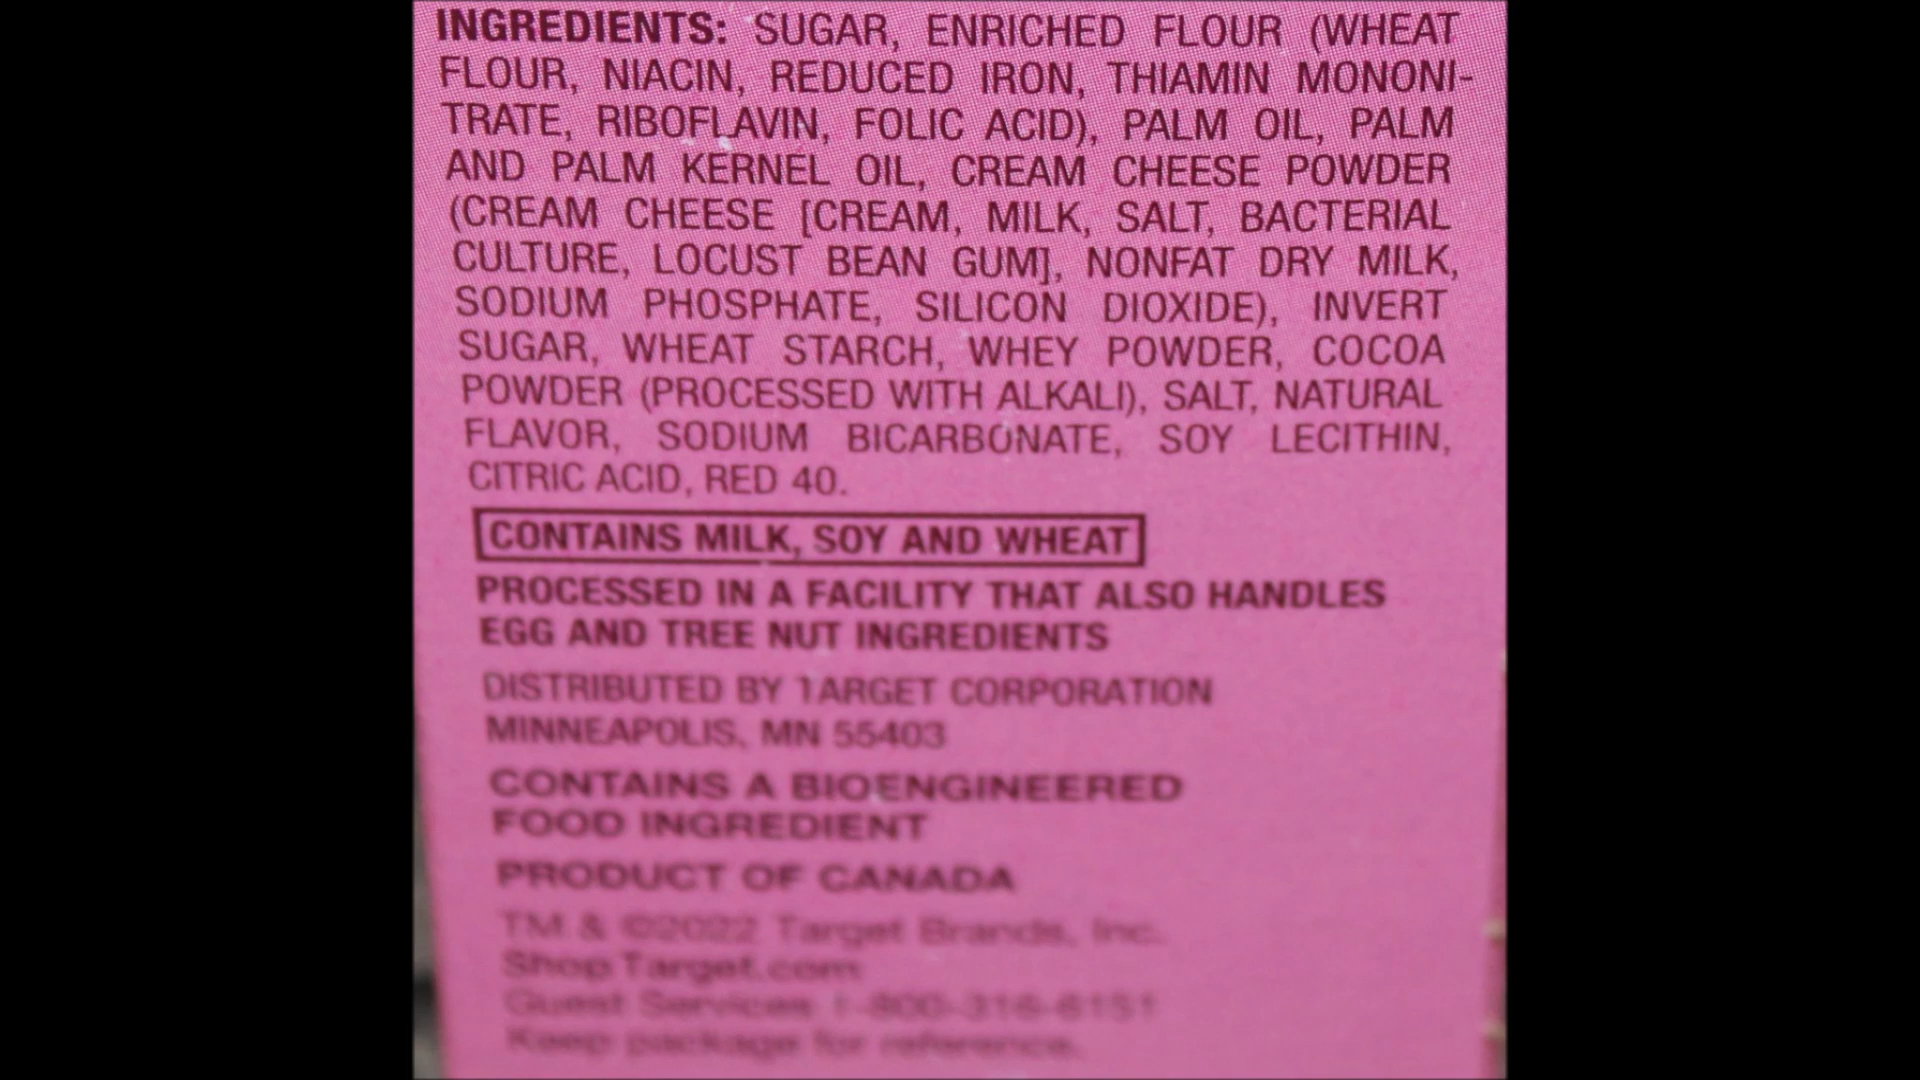 INGREDIENTS: SUGAR, ENRICHED FLOUR (WHEAT
FLOUR, NIACIN, REDUCED IRON, THIAMIN MONONI-
TRATE, RIBOFLAVIN, FOLIC ACID), PALM OIL, PALM
AND PALM KERNEL OIL, CREAM CHEESE POWDER
(CREAM CHEESE [CREAM, MILK, SALT, BACTERIAL
CULTURE, LOCUST BEAN GUM], NONFAT DRY MILK,
SODIUM PHOSPHATE, SILICON DIOXIDE), INVERT
SUGAR, WHEAT STARCH, WHEY POWDER, COCOA
POWDER (PROCESSED WITH ALKALI), SALT, NATURAL
FLAVOR, SODIUM BICARBONATE, SOY LECITHIN,
CITRIC ACID, RED 40.
CONTAINS MILK, SOY AND WHEAT
PROCESSED IN A FACILITY THAT ALSO HANDLES
EGG AND TREE NUT INGREDIENTS
DISTRIBUTED BY TARGET CORPORATION
MINNEAPOLIS, MN 55403
CONTAINS A BIOENGINEERED
FOOD INGREDIENT
PRODUCT OF CANADA
TM & ©2022 Target Brands, Inc.
ShopTarget.com
Guest Services 1-800-316-6151
Keep package for reference.